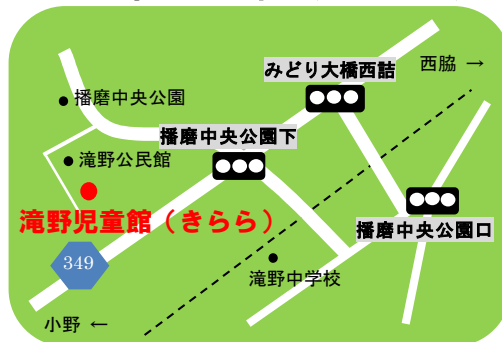 みどり大橋西詰
西脇 →
播磨中央公園
播磨中央公園下
滝野公民館
滝野児童館（きらら）
播磨中央公園口
349
滝野中学校
小野 ←